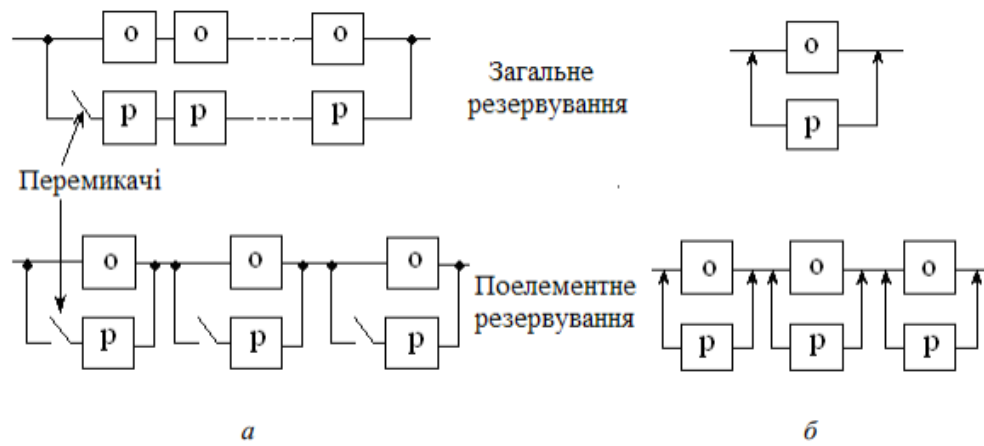 о о о о
Загальне
резервування
р р р р
Перемикачі
о о о о о о
Поелементне
резервування
р р р р р р
а б